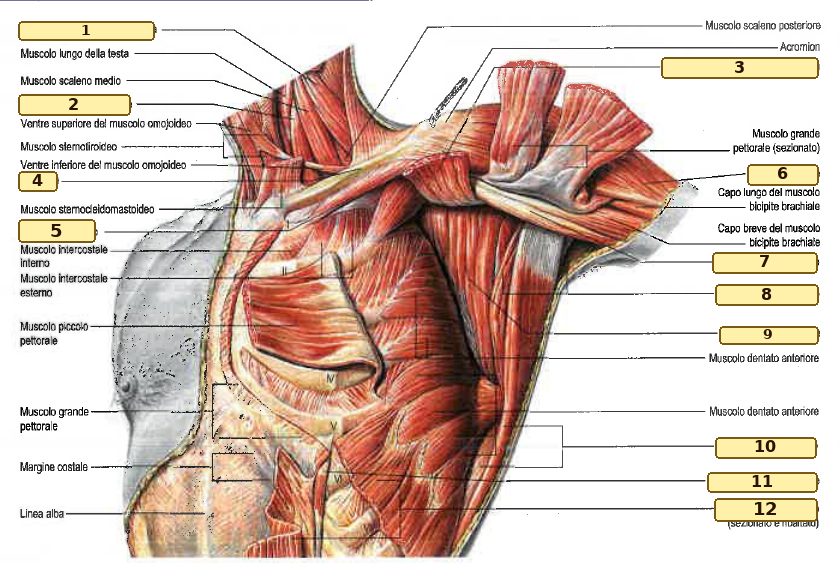 1
Muscolo lungo della testa
Muscolo scaleno medio
2
Ventre superiore del muscolo omojoideo
Muscolo sternotiroideo
Ventre inferiore del muscolo omojoideo
4
Muscolo sternocleidomastoideo
5
Muscolo intercostale
interno
Muscolo intercostale
esterno
Muscolo piccolo
pettorale
Muscolo grande
pettorale
Margine costale
Linea alba
II
IV
V
VI
Muscolo scaleno posteriore
Acromion
3
Muscolo grande
pettorale (sezionato)
6
Capo lungo del muscolo
bicipite brachiale
Capo breve del muscolo
bicipite brachiale
7
8
9
Muscolo dentato anteriore
Muscolo dentato anteriore
10
11
12
(sezionato e ribaltato)